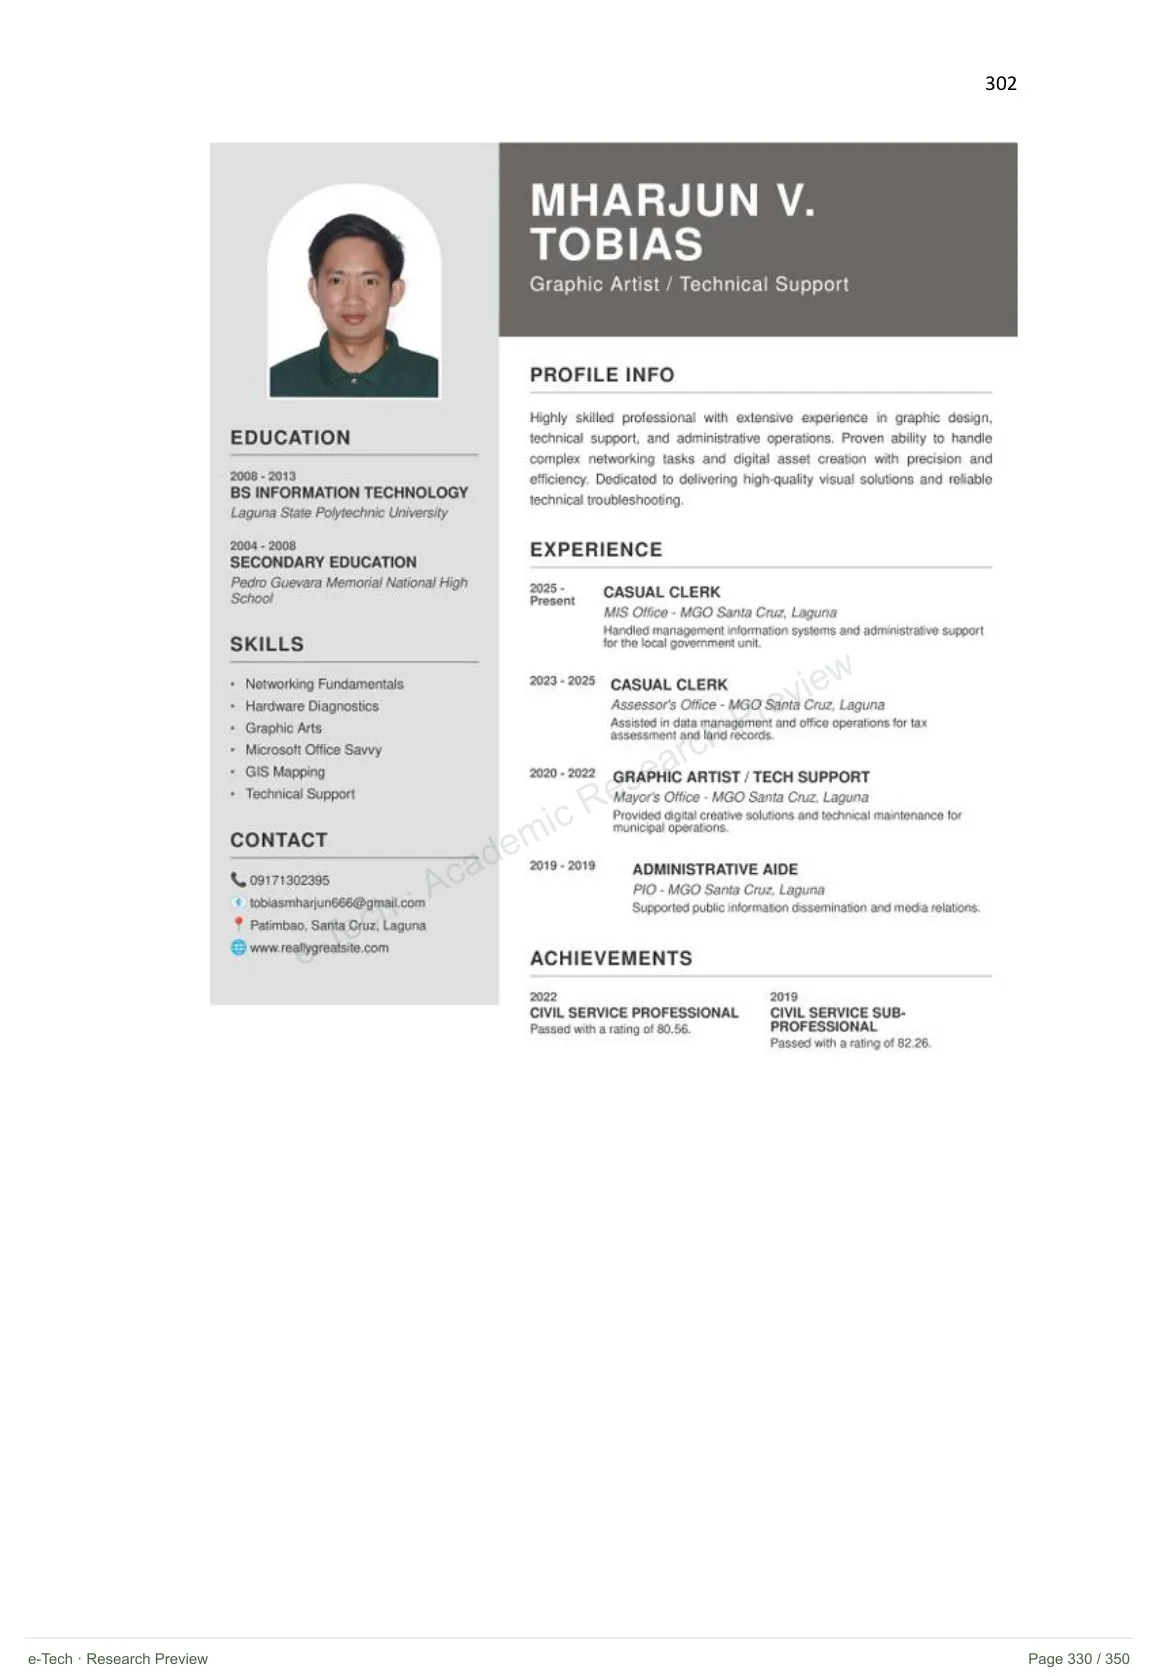 302
MHARJUN V.
TOBIAS
Graphic Artist / Technical Support
EDUCATION
2008 - 2013
BS INFORMATION TECHNOLOGY
Laguna State Polytechnic University
2004 - 2008
SECONDARY EDUCATION
Pedro Guevara Memorial National High
School
SKILLS
• Networking Fundamentals
• Hardware Diagnostics
• Graphic Arts
• Microsoft Office Savvy
• GIS Mapping
• Technical Support
CONTACT
09171302395
tobiasmharjun666@gmail.com
Patimbao, Santa Cruz, Laguna
www.reallygreatsite.com
PROFILE INFO
Highly skilled professional with extensive experience in graphic design,
technical support, and administrative operations. Proven ability to handle
complex networking tasks and digital asset creation with precision and
efficiency. Dedicated to delivering high-quality visual solutions and reliable
technical troubleshooting.
EXPERIENCE
2025 -
Present
CASUAL CLERK
MIS Office - MGO Santa Cruz, Laguna
Handled management information systems and administrative support
for the local government unit.
2023 - 2025
CASUAL CLERK
Assessor's Office - MGO Santa Cruz, Laguna
Assisted in data management and office operations for tax
assessment and land records.
2020 - 2022
GRAPHIC ARTIST / TECH SUPPORT
Mayor's Office - MGO Santa Cruz, Laguna
Provided digital creative solutions and technical maintenance for
municipal operations.
2019 - 2019
ADMINISTRATIVE AIDE
PIO - MGO Santa Cruz, Laguna
Supported public information dissemination and media relations.
ACHIEVEMENTS
2022
CIVIL SERVICE PROFESSIONAL
Passed with a rating of 80.56.
2019
CIVIL SERVICE SUB-
PROFESSIONAL
Passed with a rating of 82.26.
e-Tech · Academic Research Preview
e-Tech · Research Preview
Page 330 / 350